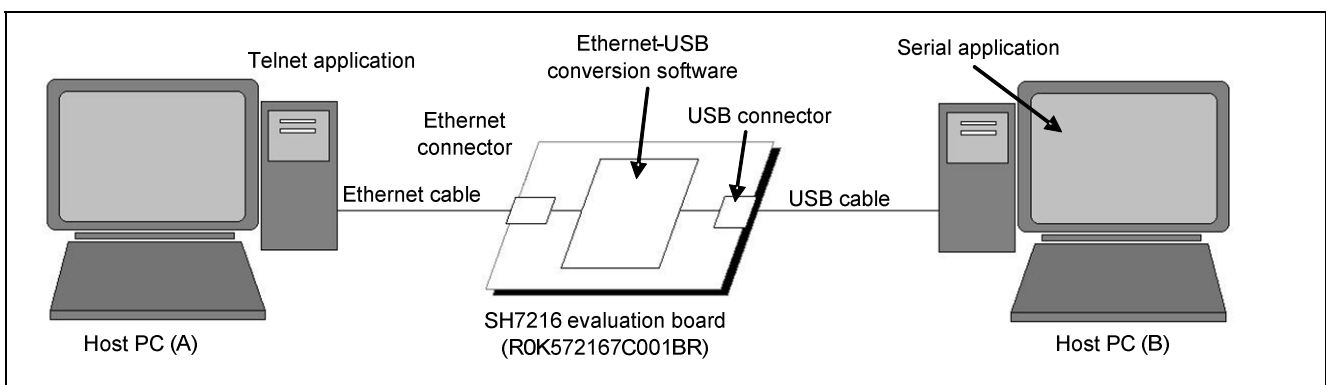 Telnet application
Ethernet-USB
conversion software
Serial application
Ethernet
connector
USB connector
Ethernet cable
USB cable
SH7216 evaluation board
(R0K572167C001BR)
Host PC (A)
Host PC (B)